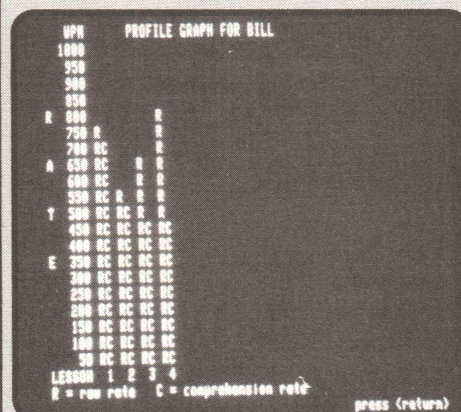 WPM PROFILE GRAPH FOR BILL
1000
950
900
850
R 800 R
750 R R
700 RC R
A 650 RC R R
600 RC R R
550 RC R R R
T 500 RC RC R R
450 RC RC RC RC
400 RC RC RC RC
E 350 RC RC RC RC
300 RC RC RC RC
250 RC RC RC RC
200 RC RC RC RC
150 RC RC RC RC
100 RC RC RC RC
50 RC RC RC RC
LESSON 1 2 3 4
R = raw rate C = comprehension rate
press (return)